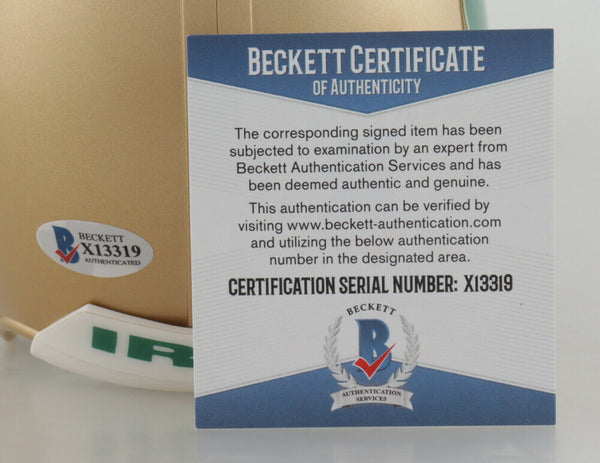 BECKETT CERTIFICATE
OF AUTHENTICITY
The corresponding signed item has been
subjected to examination by an expert from
Beckett Authentication Services and has
been deemed authentic and genuine.
This authentication can be verified by
visiting www.beckett-authentication.com
and utilizing the below authentication
number in the designated area.
CERTIFICATION SERIAL NUMBER: X13319
BECKETT
B
AUTHENTICATION
SERVICES
B
BECKETT
X13319
AUTHENTICATED
IR